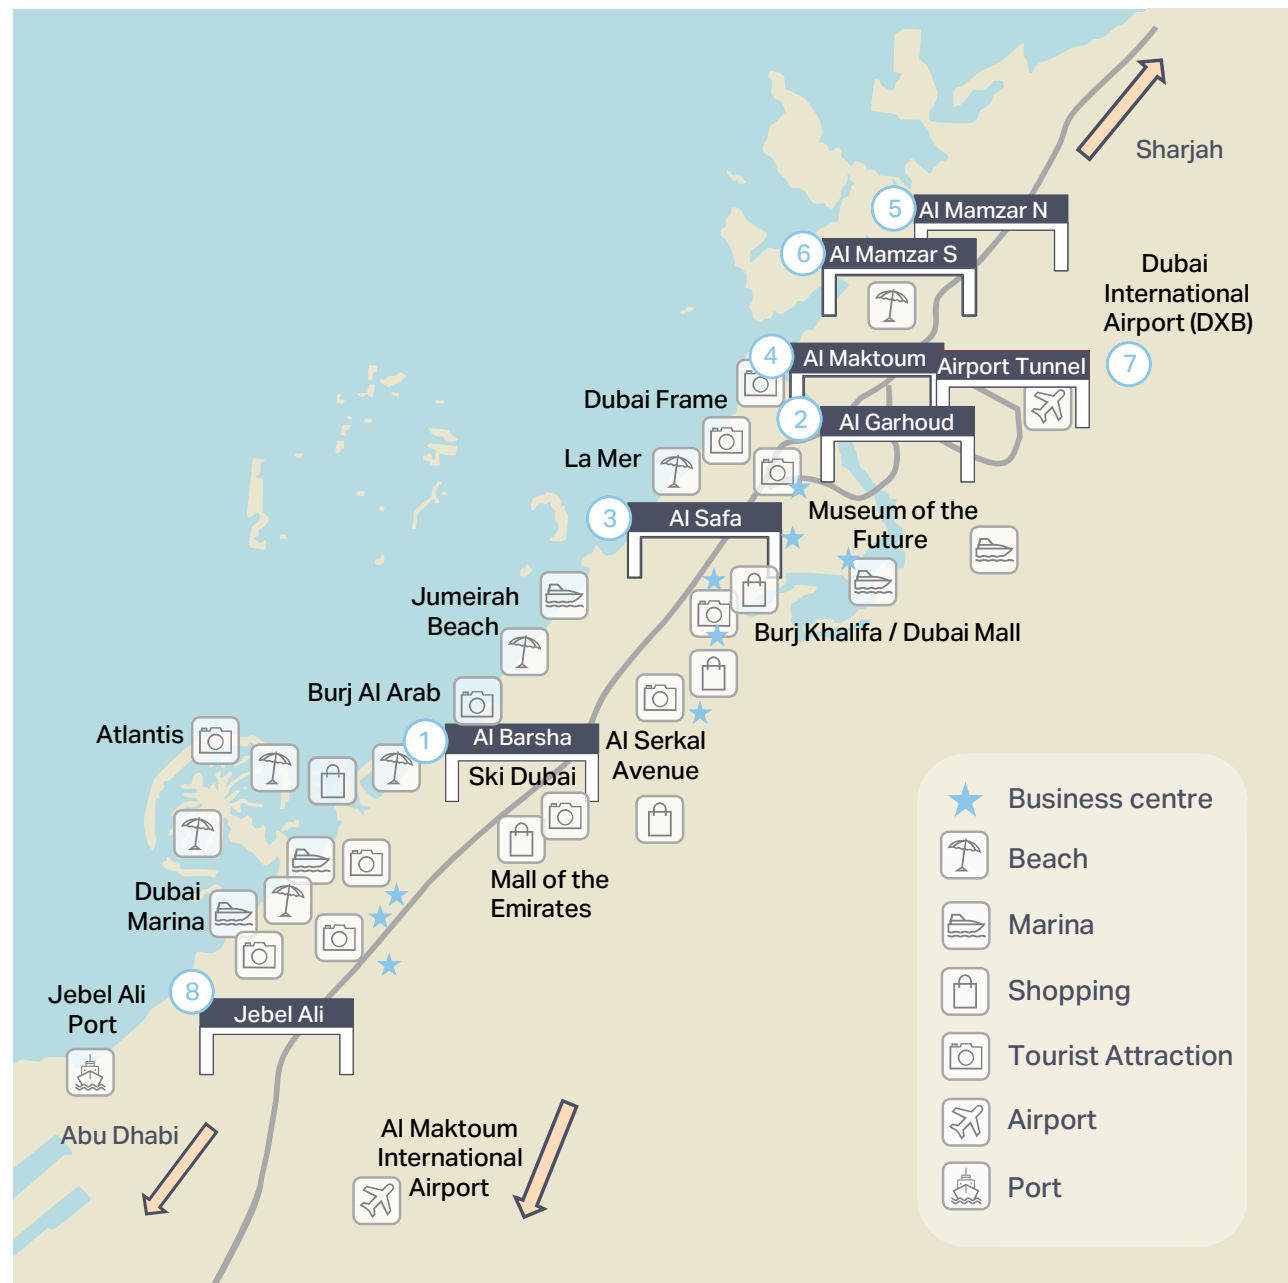 Sharjah
5
Al Mamzar N
6
Al Mamzar S
Dubai
International
Airport (DXB)
4
Al Maktoum
Airport Tunnel
7
Dubai Frame
2
Al Garhoud
La Mer
3
Al Safa
Museum of the
Future
Jumeirah
Beach
Burj Khalifa / Dubai Mall
Burj Al Arab
Atlantis
1
Al Barsha
Al Serkal
Avenue
Ski Dubai
Mall of the
Emirates
Dubai
Marina
8
Jebel Ali
Jebel Ali
Port
Abu Dhabi
Al Maktoum
International
Airport
Business centre
Beach
Marina
Shopping
Tourist Attraction
Airport
Port